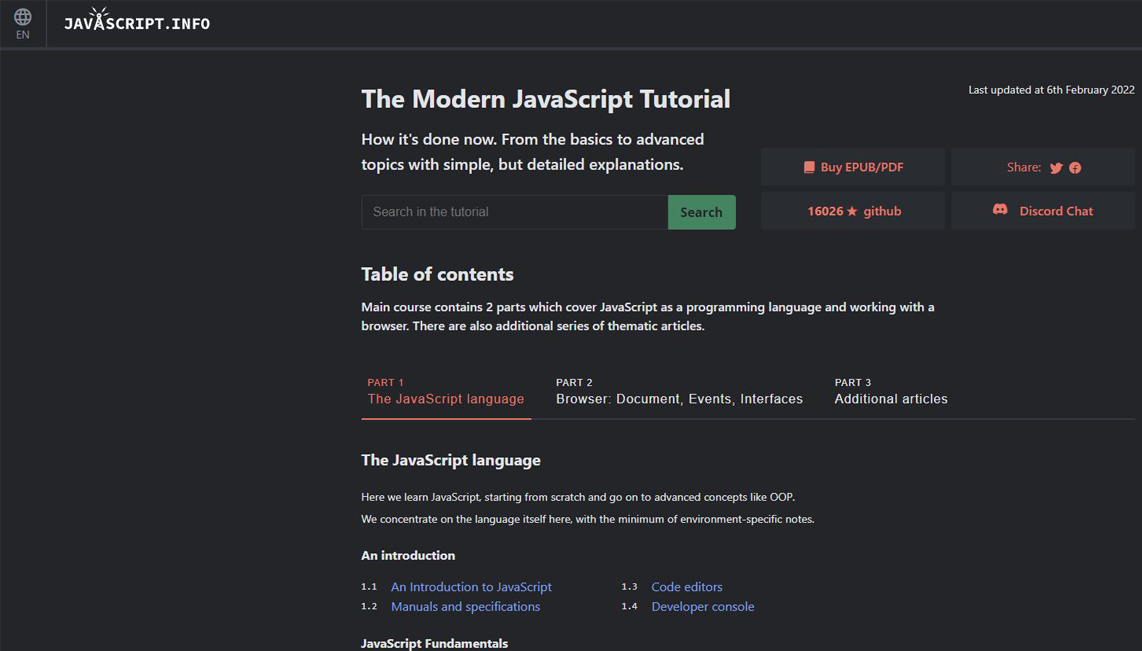 EN
JAVASCRIPT.INFO
The Modern JavaScript Tutorial
Last updated at 6th February 2022
How it's done now. From the basics to advanced
topics with simple, but detailed explanations.
Buy EPUB/PDF
Share:
Search in the tutorial
Search
16026 ★ github
Discord Chat
Table of contents
Main course contains 2 parts which cover JavaScript as a programming language and working with a
browser. There are also additional series of thematic articles.
PART 1
The JavaScript language
PART 2
Browser: Document, Events, Interfaces
PART 3
Additional articles
The JavaScript language
Here we learn JavaScript, starting from scratch and go on to advanced concepts like OOP.
We concentrate on the language itself here, with the minimum of environment-specific notes.
An introduction
1.1 An Introduction to JavaScript
1.2 Manuals and specifications
1.3 Code editors
1.4 Developer console
JavaScript Fundamentals